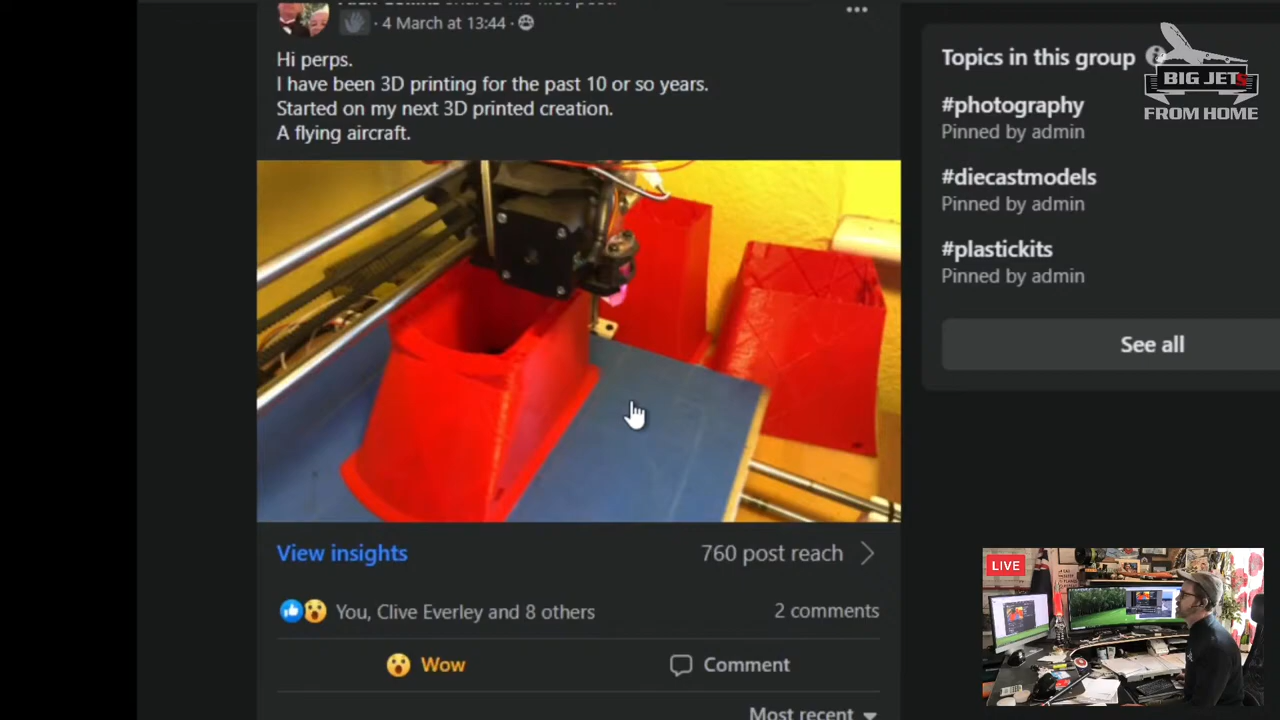 4 March at 13:44
Hi perps.
I have been 3D printing for the past 10 or so years.
Started on my next 3D printed creation.
A flying aircraft.
View insights
760 post reach
You, Clive Everley and 8 others
2 comments
Wow
Comment
Most recent
Topics in this group
#photography
Pinned by admin
#diecastmodels
Pinned by admin
#plastickits
Pinned by admin
See all
BIG JETs
FROM HOME
LIVE